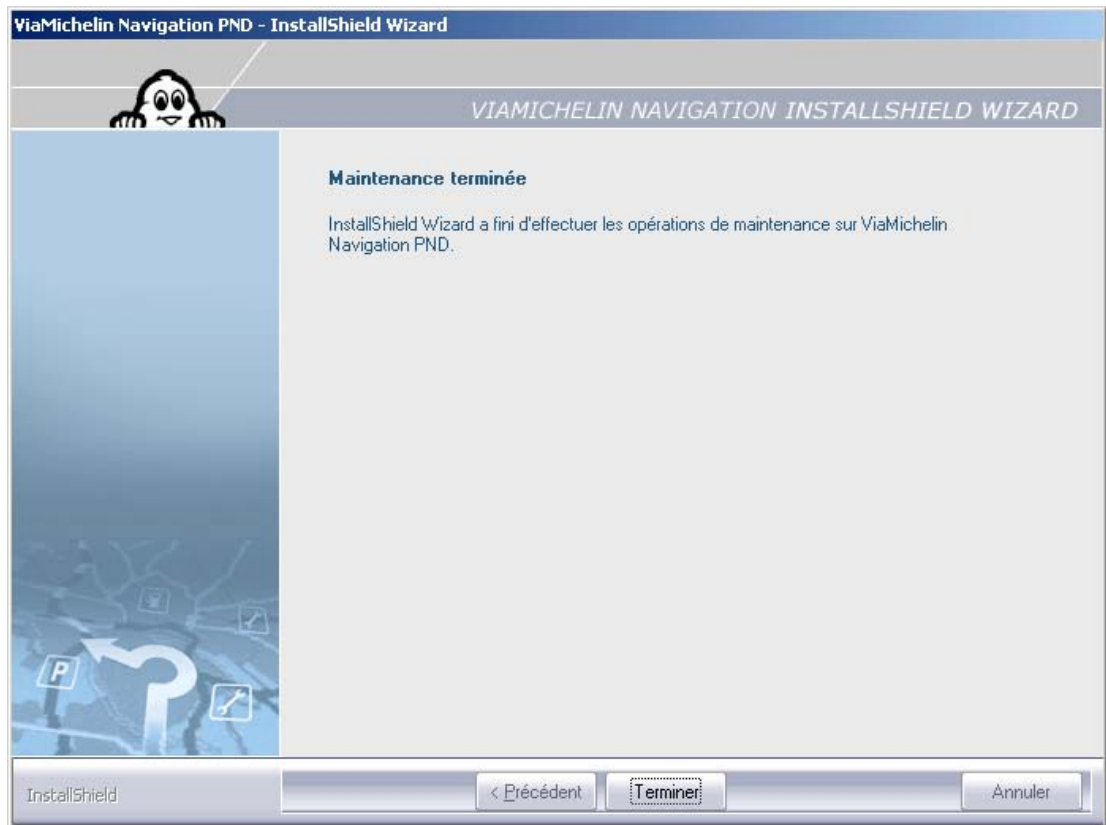 ViaMichelin Navigation PND - InstallShield Wizard
VIAMICHELIN NAVIGATION INSTALLSHIELD WIZARD
Maintenance terminée
InstallShield Wizard a fini d'effectuer les opérations de maintenance sur ViaMichelin
Navigation PND.
P
InstallShield
< Précédent
Terminer
Annuler